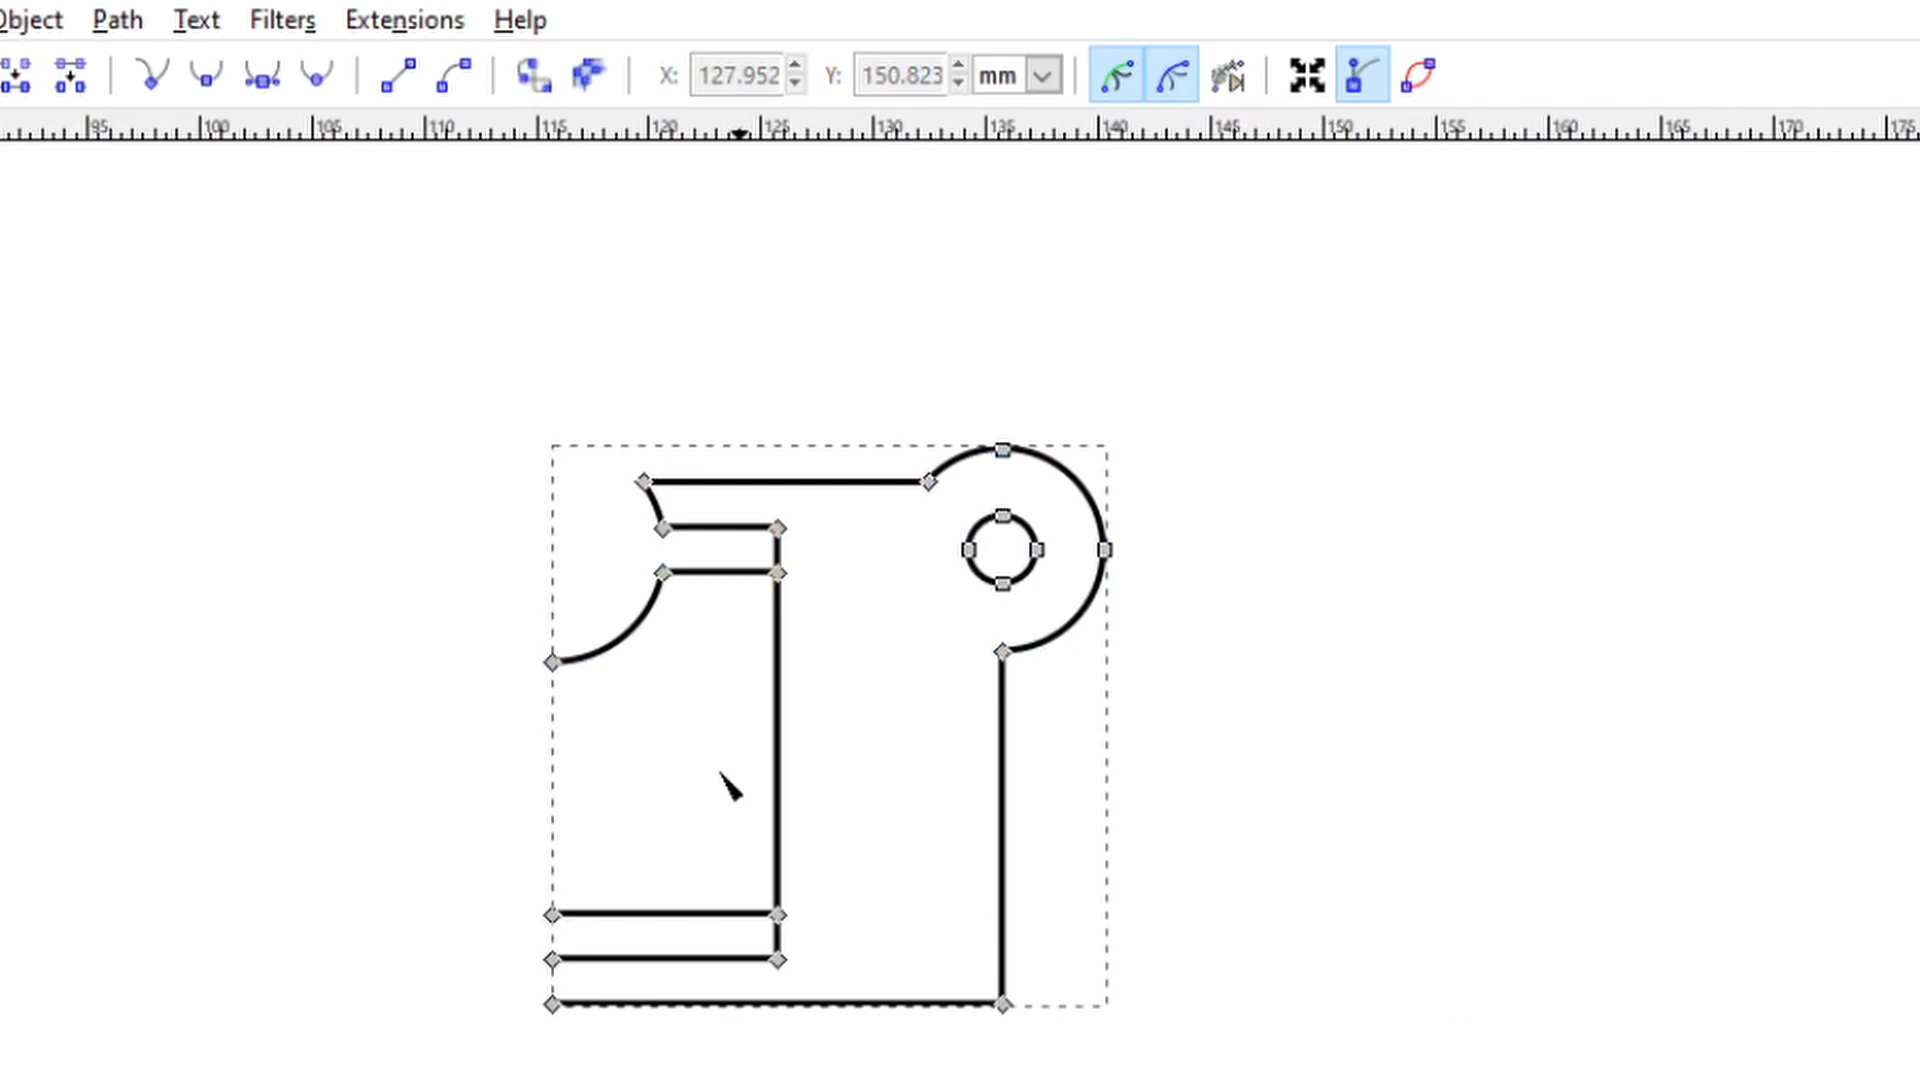 Object Path Text Filters Extensions Help
X: 127.952 Y: 150.823 mm
95 100 105 110 115 120 125 130 135 140 145 150 155 160 165 170 175